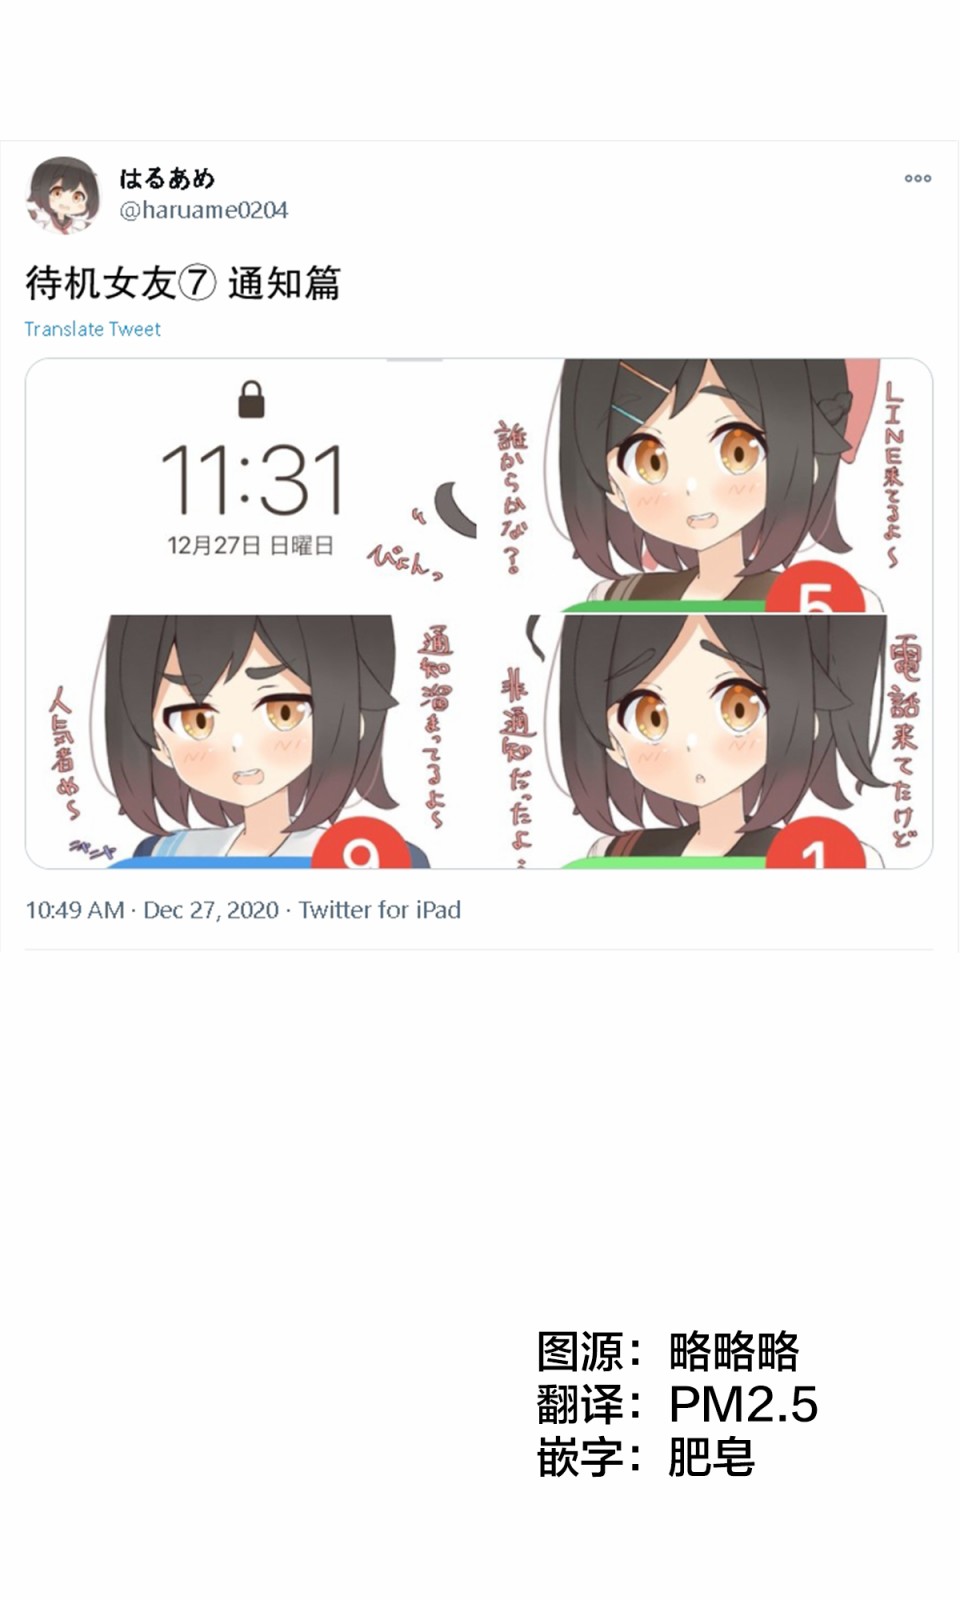 はるあめ
@haruame0204
待机女友⑦ 通知篇
Translate Tweet
11:31
12月27日 日曜日
ぴょんっ
LINE来てるよ〜
誰からかな？
5
通知溜まってるよ〜
人気者め〜
ニヤニヤ
9
電話来てたけど
非通知だったよ…
1
10:49 AM · Dec 27, 2020 · Twitter for iPad
图源：略略略
翻译：PM2.5
嵌字：肥皂